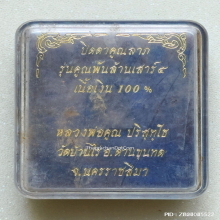 ปิดตาคูณลาภ
รุ่นคูณพันล้านเสาร์๕
เนื้อเงิน 100 %
หลวงพ่อคูณ ปริสุทฺโธ
วัดบ้านไร่ อ.ด่านขุนทด
จ.นครราชสีมา